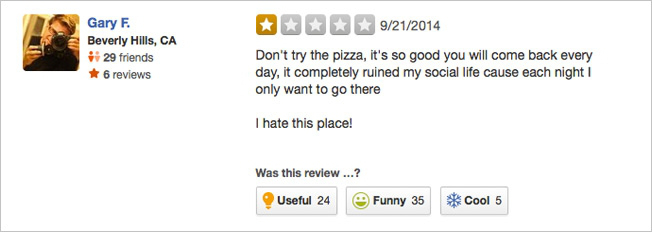 Gary F.
Beverly Hills, CA
29 friends
6 reviews
9/21/2014
Don't try the pizza, it's so good you will come back every
day, it completely ruined my social life cause each night I
only want to go there
I hate this place!
Was this review ...?
Useful 24 Funny 35 Cool 5